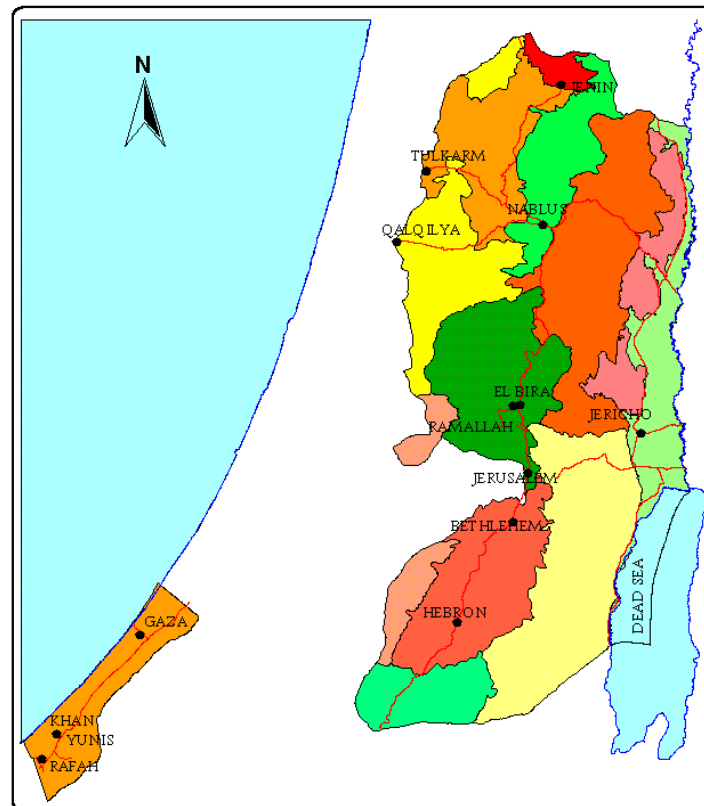 N
JENIN
TULKARM
NABLUS
QALQILYA
EL BIRA
JERICHO
RAMALLAH
JERUSALEM
BETHLEHEM
DEAD SEA
HEBRON
GAZA
KHAN
YUNIS
RAFAH